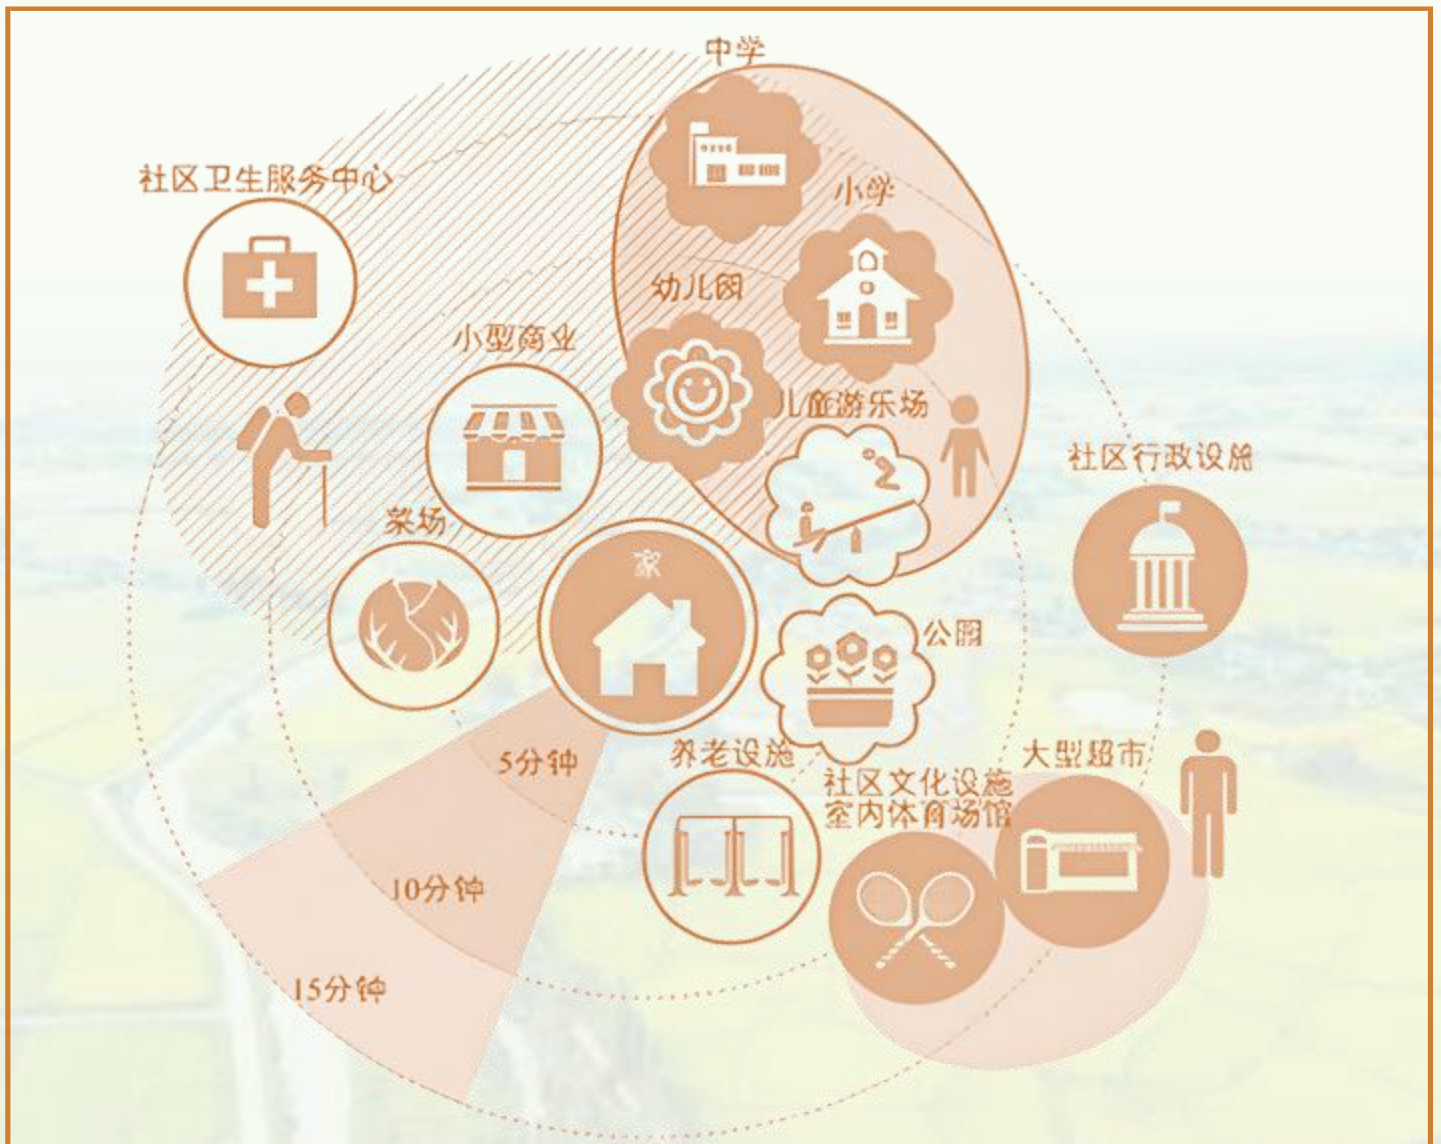 中学
社区卫生服务中心
小学
幼儿园
小型商业
儿童游乐场
社区行政设施
菜场
家
公园
养老设施
大型超市
社区文化设施
室内体育场馆
5分钟
10分钟
15分钟